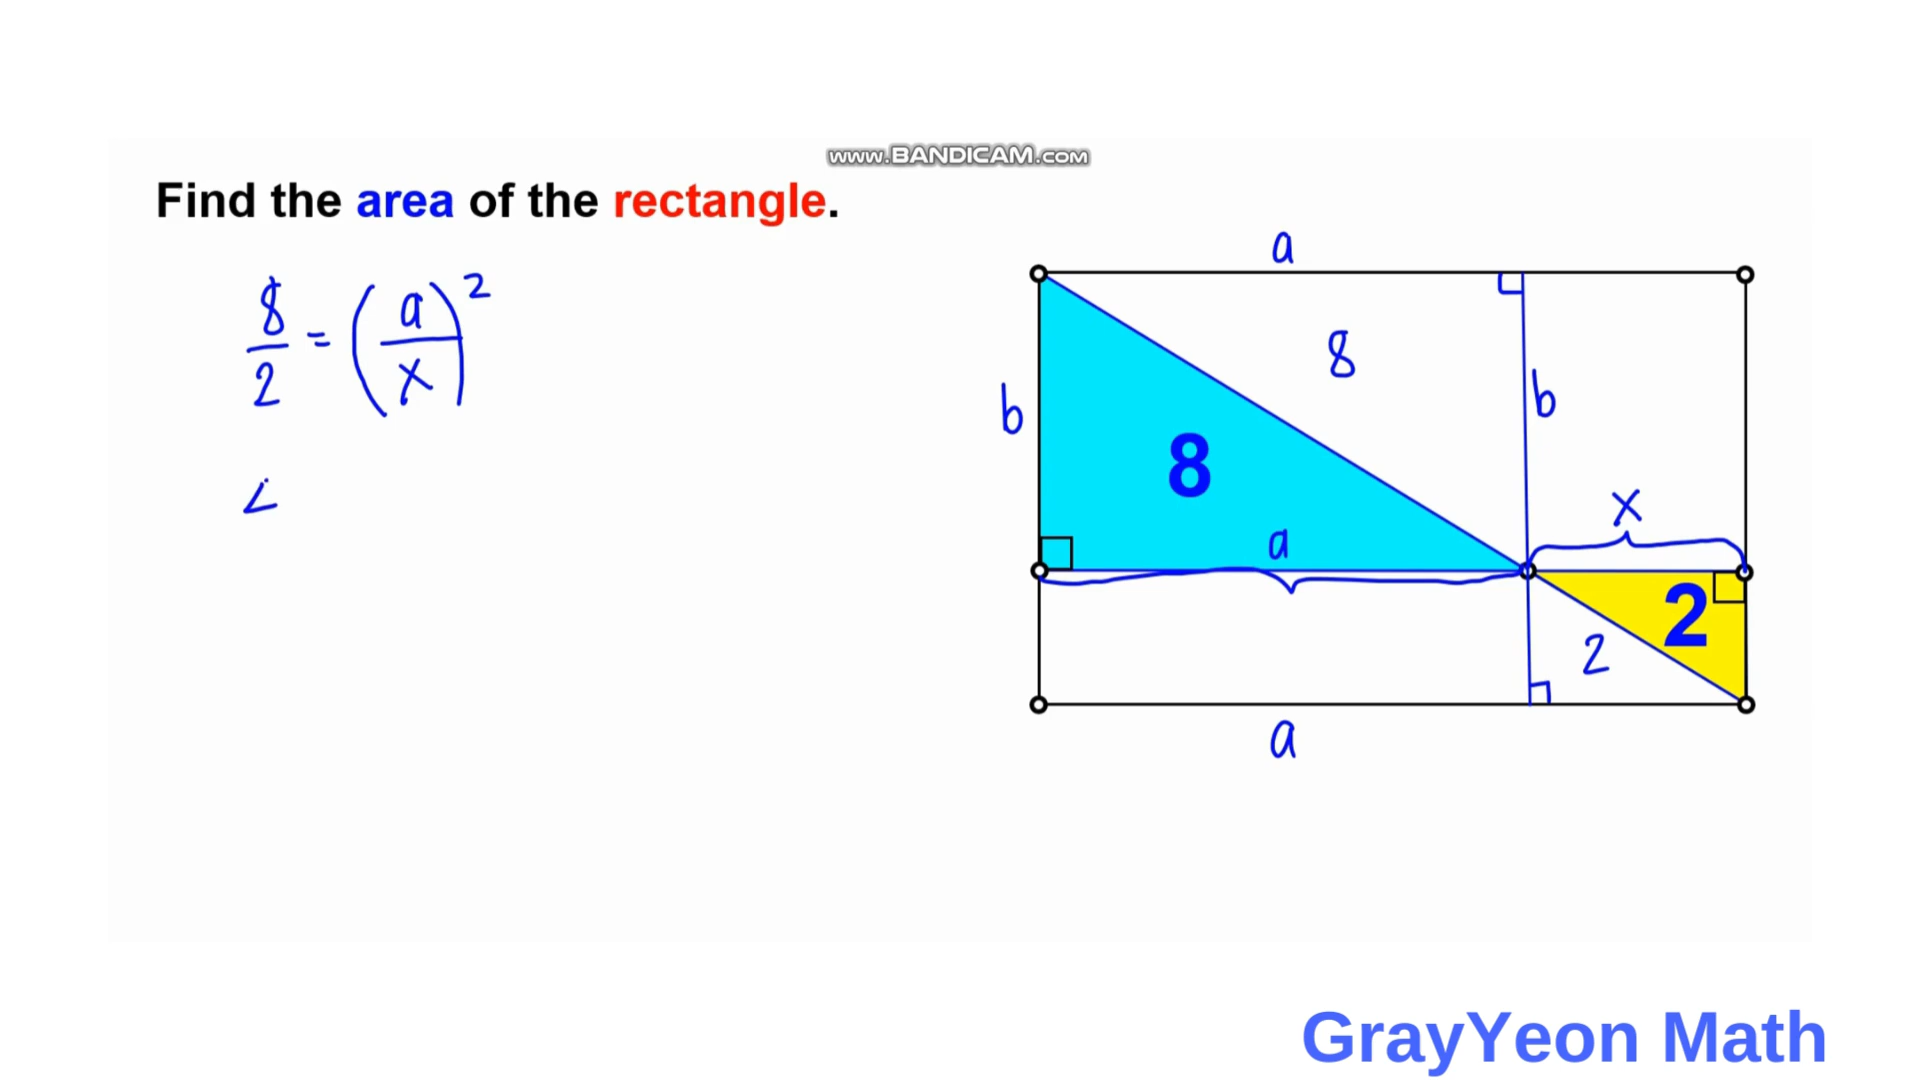 www.BANDICAM.com
Find the area of the rectangle.
8/2 = (a/x)^2
a
8
b
b
8
x
a
2
2
a
GrayYeon Math